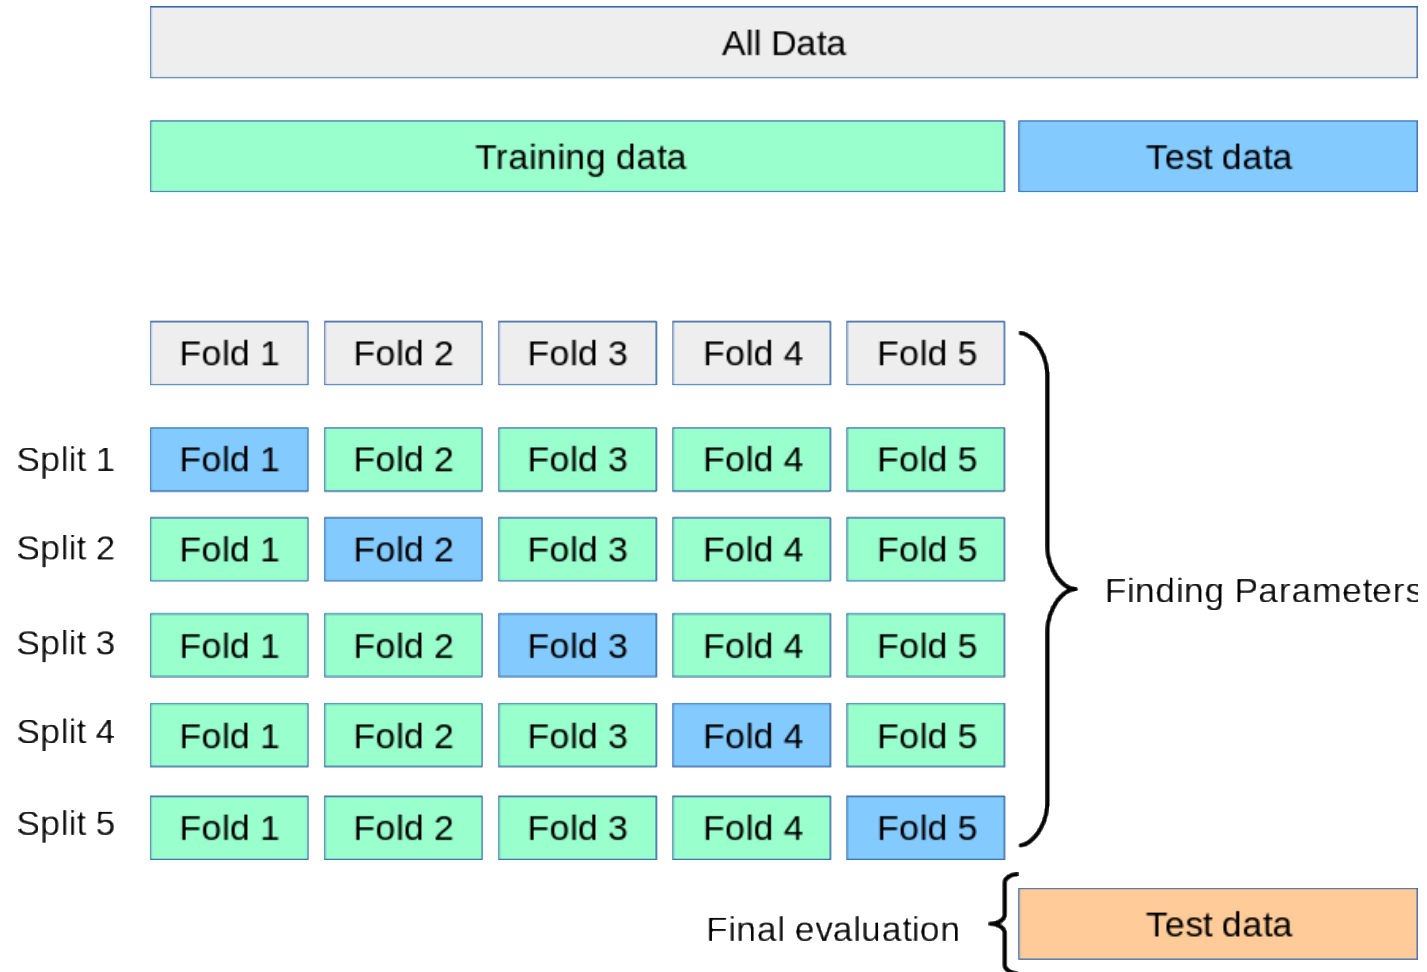 All Data
Training data Test data
Fold 1 Fold 2 Fold 3 Fold 4 Fold 5
Split 1 Fold 1 Fold 2 Fold 3 Fold 4 Fold 5
Split 2 Fold 1 Fold 2 Fold 3 Fold 4 Fold 5
Finding Parameters
Split 3 Fold 1 Fold 2 Fold 3 Fold 4 Fold 5
Split 4 Fold 1 Fold 2 Fold 3 Fold 4 Fold 5
Split 5 Fold 1 Fold 2 Fold 3 Fold 4 Fold 5
Final evaluation Test data